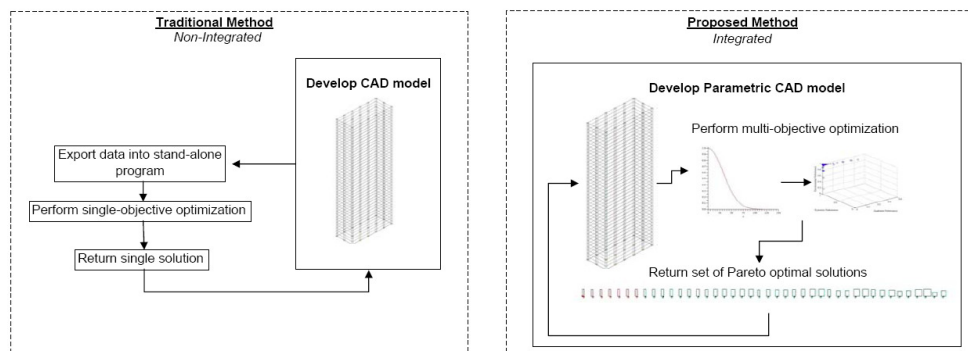 Traditional Method
Non-Integrated
Develop CAD model
Export data into stand-alone
program
Perform single-objective optimization
Return single solution
Proposed Method
Integrated
Develop Parametric CAD model
Perform multi-objective optimization
Return set of Pareto optimal solutions